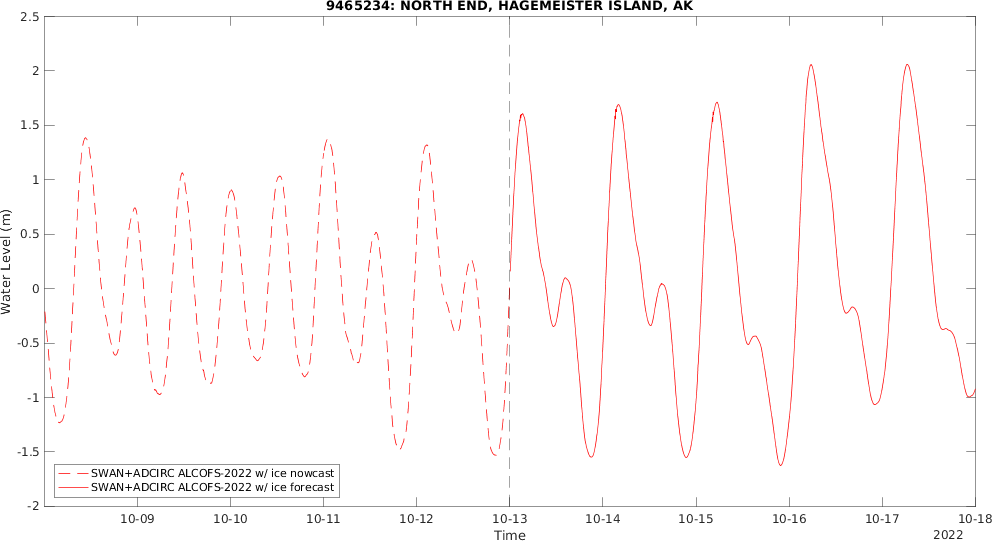 9465234: NORTH END, HAGEMEISTER ISLAND, AK
2.5
2
1.5
1
0.5
0
-0.5
-1
-1.5
-2
Water Level (m)
SWAN+ADCIRC ALCOFS-2022 w/ ice nowcast
SWAN+ADCIRC ALCOFS-2022 w/ ice forecast
10-09 10-10 10-11 10-12 10-13 10-14 10-15 10-16 10-17 10-18
Time
2022